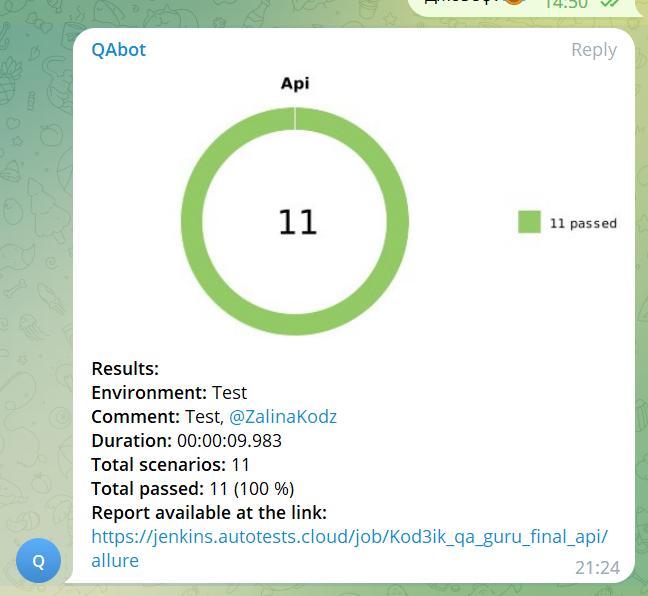 14:50
QAbot
Reply
Api
11
11 passed
Results:
Environment: Test
Comment: Test, @ZalinaKodz
Duration: 00:00:09.983
Total scenarios: 11
Total passed: 11 (100 %)
Report available at the link:
https://jenkins.autotests.cloud/job/Kod3ik_qa_guru_final_api/
allure
Q
21:24